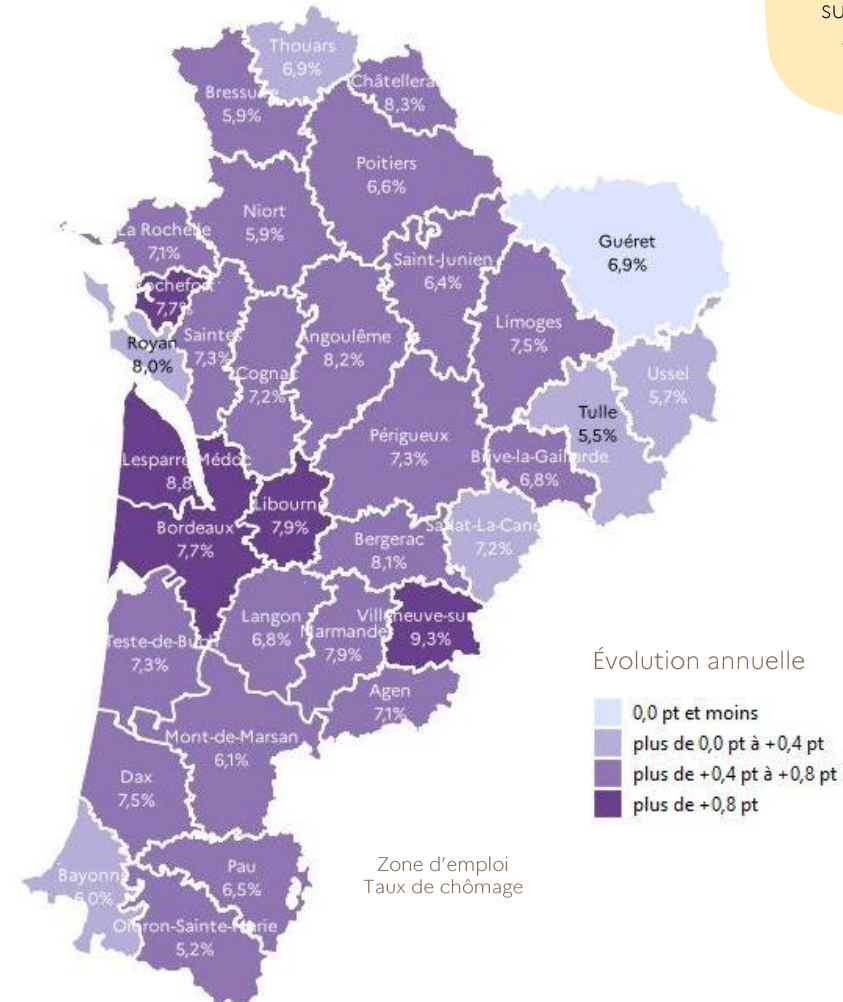 su
Thouars
6,9%
Châtellera
8,3%
Bressu
5,9%
Poitiers
6,6%
Niort
5,9%
La Rochelle
7,1%
Guéret
6,9%
Saint-Junien
6,4%
ochefort
7,7%
Limoges
7,5%
Royan
8,0%
Saintes
7,3%
Angoulême
8,2%
Cognac
7,2%
Ussel
5,7%
Tulle
5,5%
Périgueux
7,3%
Brive-la-Gaillarde
6,8%
Lesparre-Médoc
8,8
Libourne
7,9%
Bordeaux
7,7%
Bergerac
8,1%
Sarlat-La-Cané
7,2%
Langon
6,8%
Marmande
7,9%
Villeneuve-sur
9,3%
Teste-de-Buch
7,3%
Agen
7,1%
Mont-de-Marsan
6,1%
Dax
7,5%
Évolution annuelle
0,0 pt et moins
plus de 0,0 pt à +0,4 pt
plus de +0,4 pt à +0,8 pt
plus de +0,8 pt
Zone d'emploi
Taux de chômage
Pau
6,5%
Bayonne
6,0%
Oloron-Sainte-Marie
5,2%